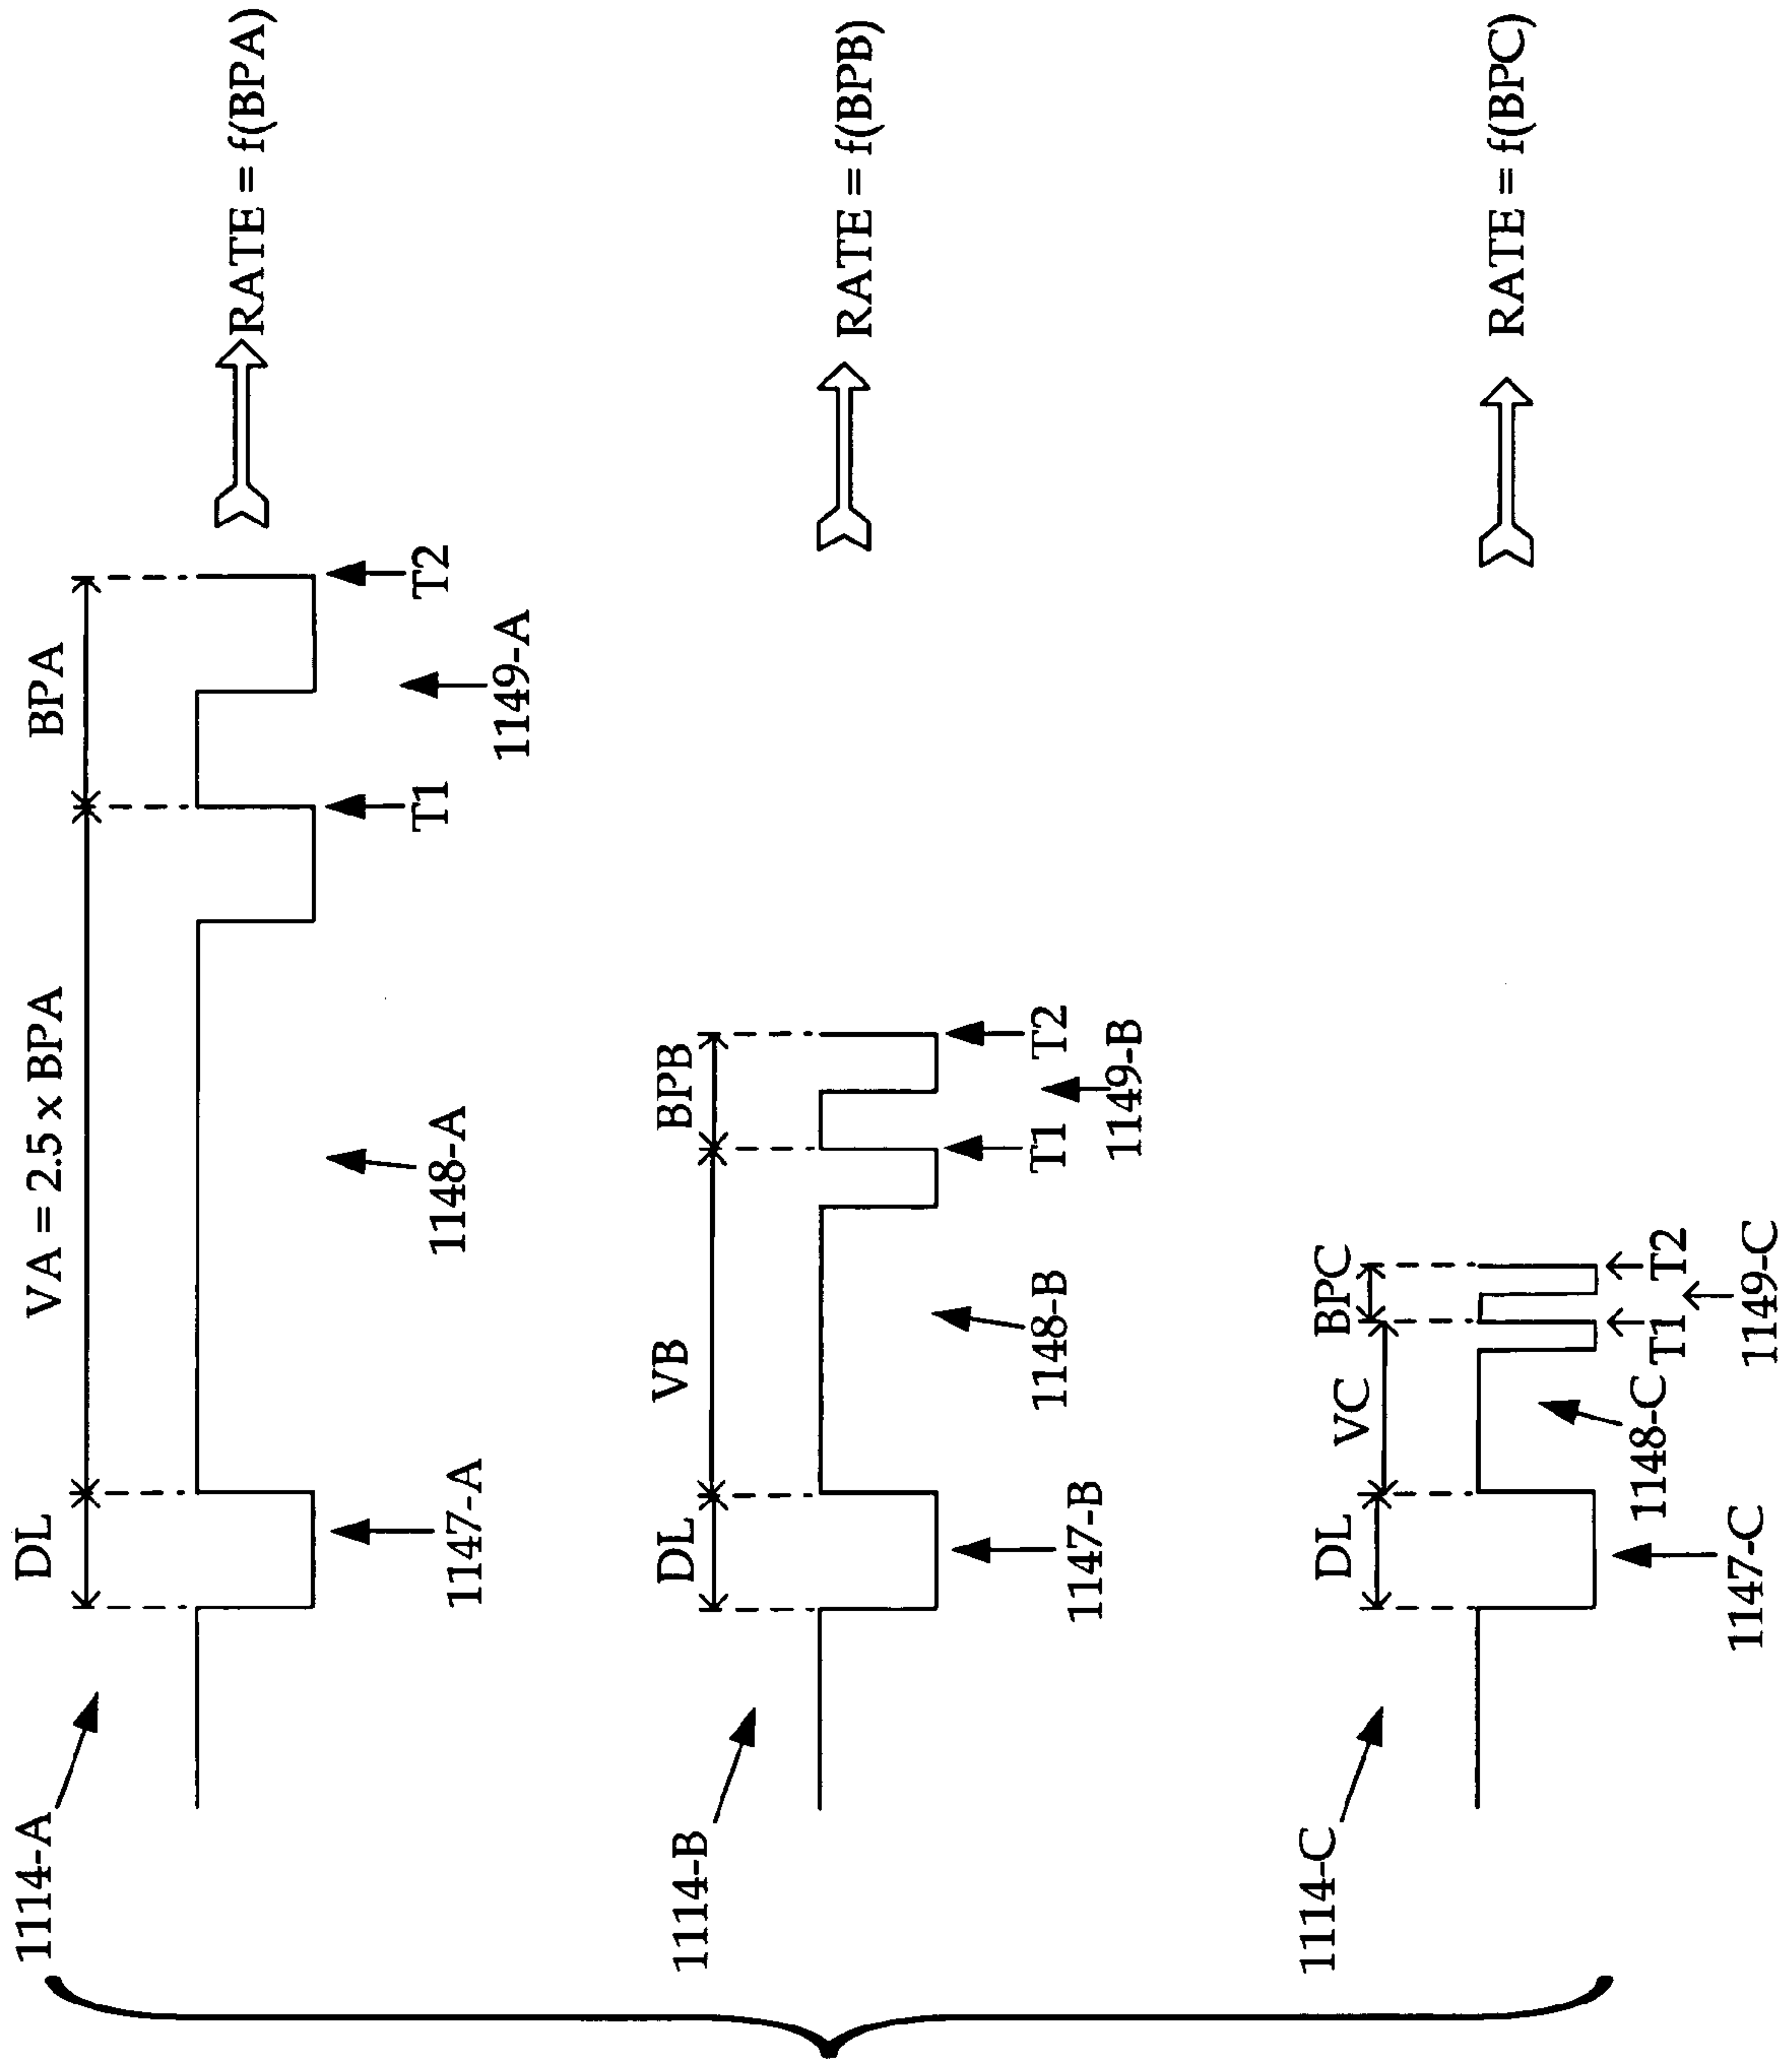 1114-A
DL
VA = 2.5 x BPA
BPA
1147-A
1148-A
T1
T2
1149-A
RATE = f(BPA)
1114-B
DL
VB
BPB
1147-B
1148-B
T1
T2
1149-B
RATE = f(BPB)
1114-C
DL
VC
BPC
1147-C
1148-C
T1
T2
1149-C
RATE = f(BPC)